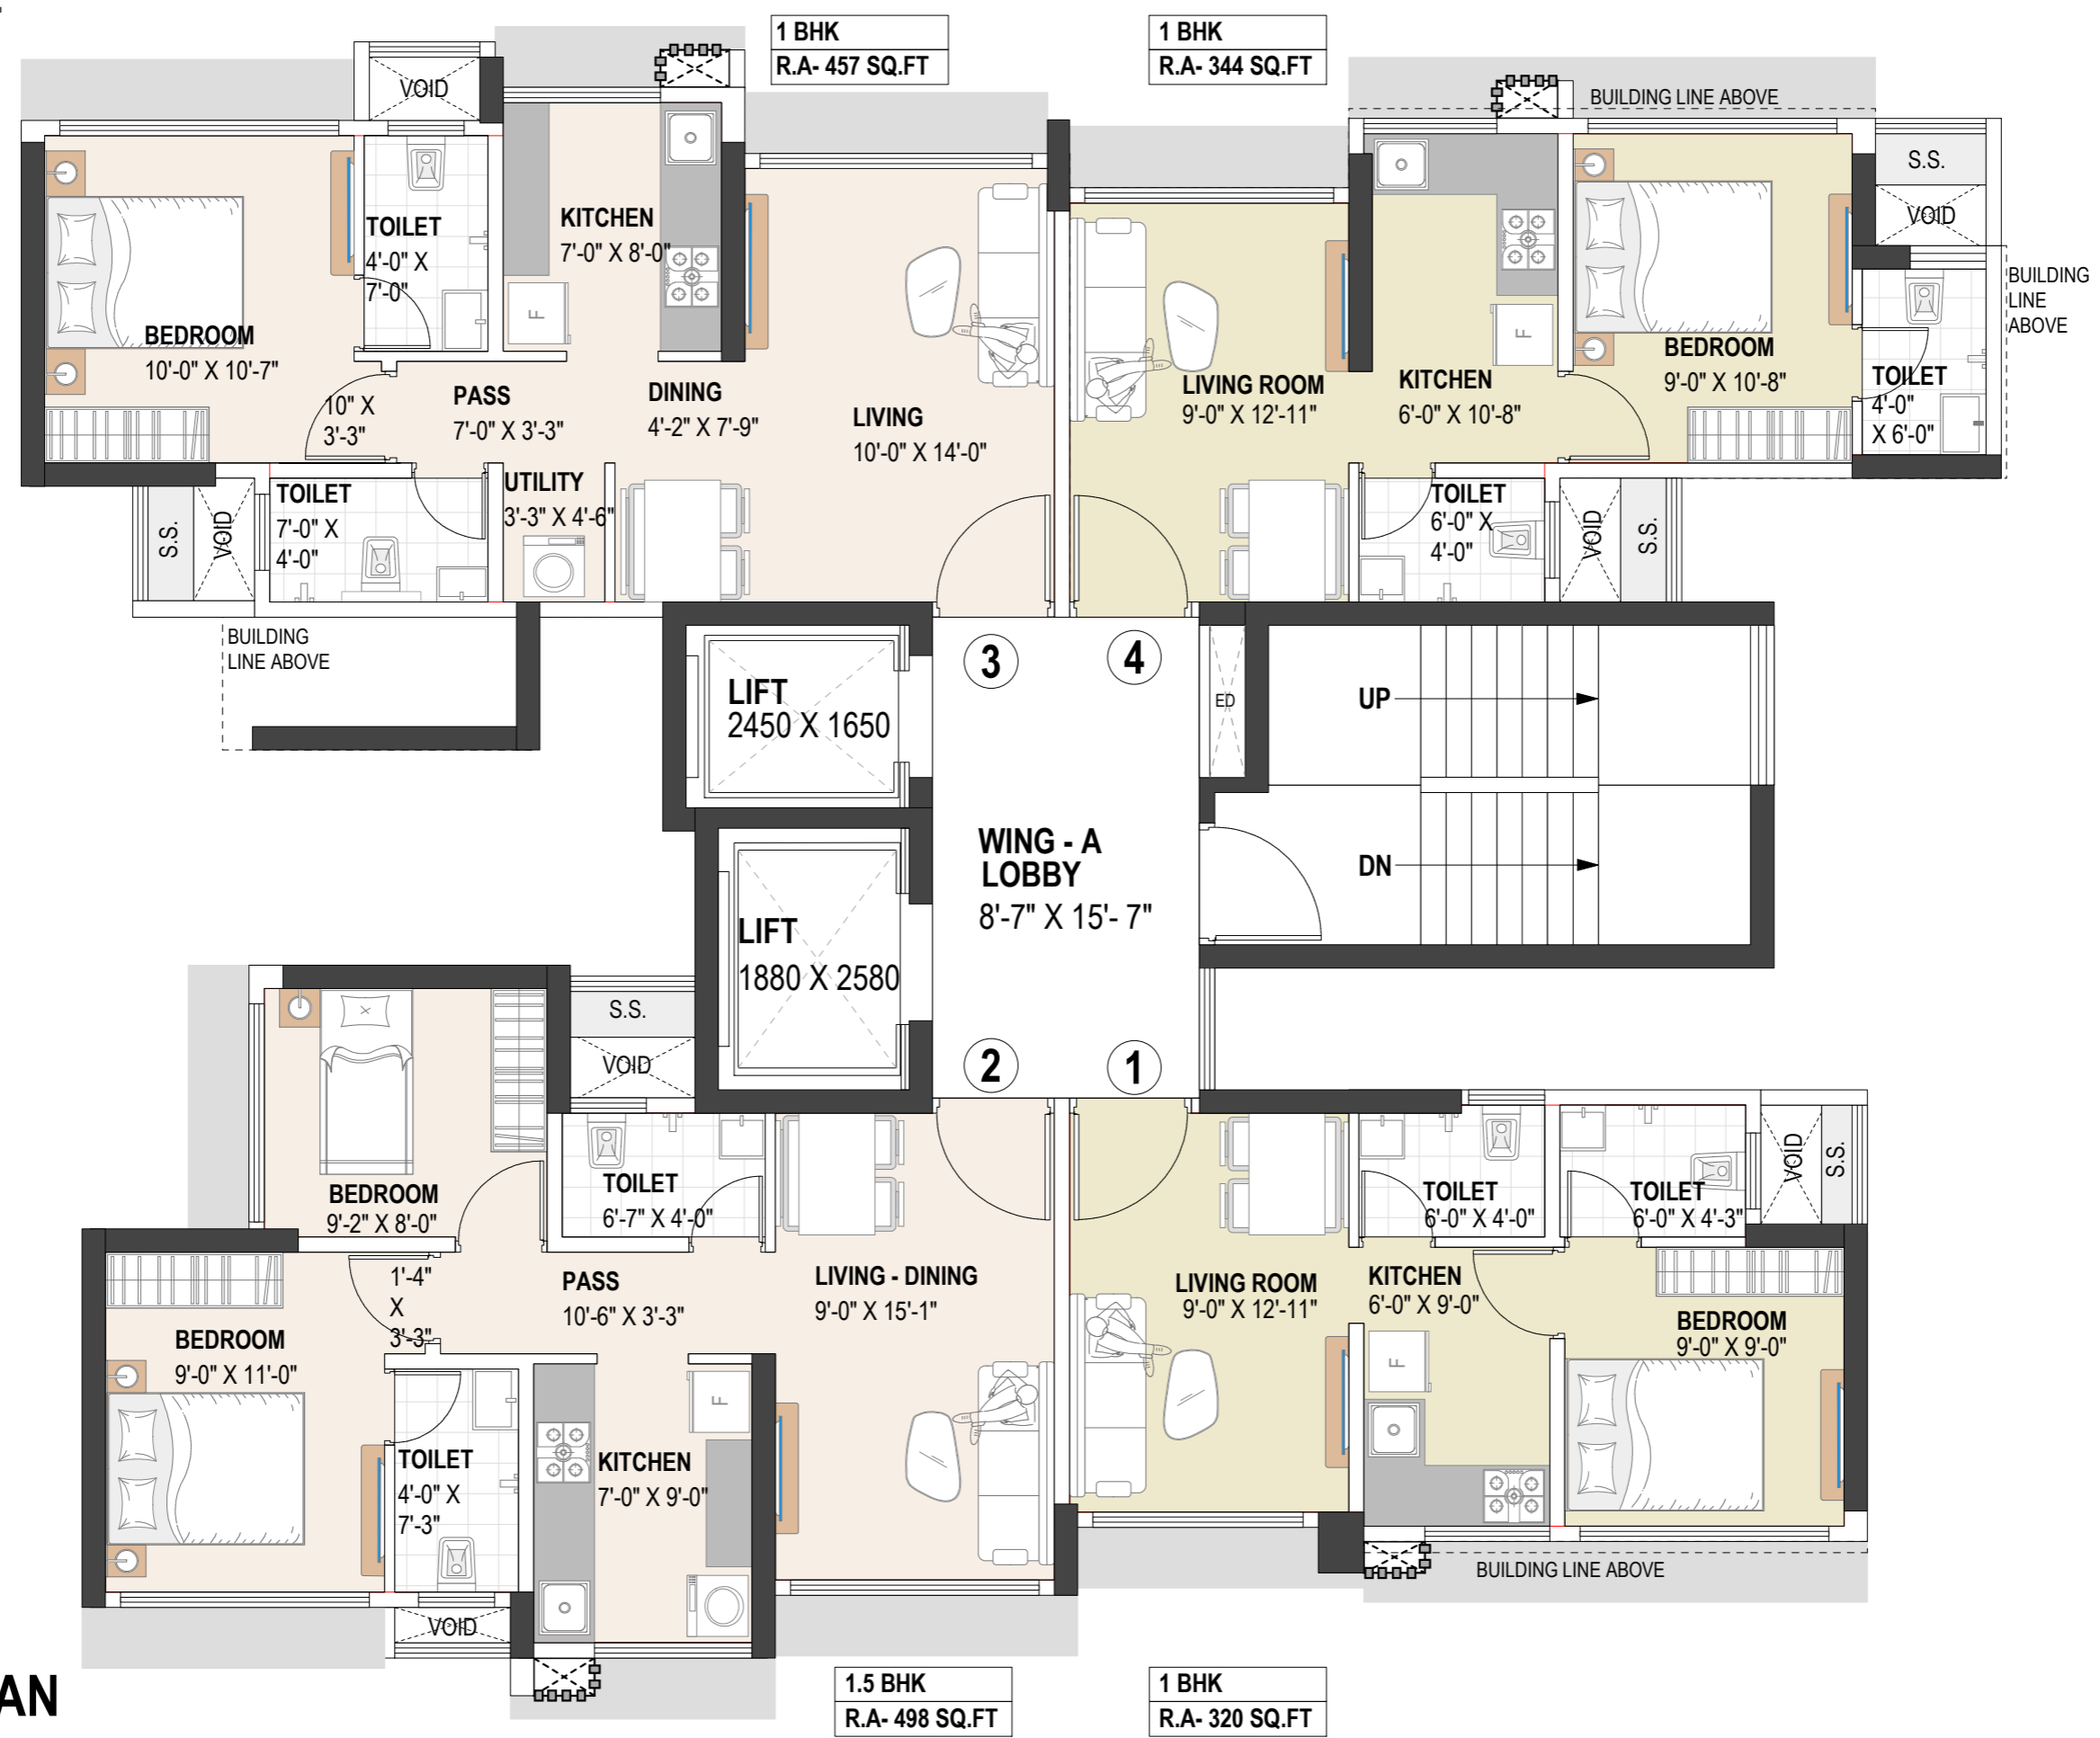 1 BHK
R.A- 457 SQ.FT
1 BHK
R.A- 344 SQ.FT
VOID
BUILDING LINE ABOVE
S.S.
VOID
BUILDING
LINE
ABOVE
TOILET
4'-0" X
7'-0"
KITCHEN
7'-0" X 8'-0"
F
BEDROOM
10'-0" X 10'-7"
10" X
3'-3"
PASS
7'-0" X 3'-3"
DINING
4'-2" X 7'-9"
LIVING
10'-0" X 14'-0"
LIVING ROOM
9'-0" X 12'-11"
KITCHEN
6'-0" X 10'-8"
F
BEDROOM
9'-0" X 10'-8"
TOILET
4'-0"
X 6'-0"
S.S.
VOID
TOILET
7'-0" X
4'-0"
UTILITY
3'-3" X 4'-6"
TOILET
6'-0" X
4'-0"
VOID
S.S.
BUILDING
LINE ABOVE
3
4
LIFT
2450 X 1650
ED
UP
WING - A
LOBBY
8'-7" X 15'- 7"
DN
LIFT
1880 X 2580
2
1
S.S.
VOID
BEDROOM
9'-2" X 8'-0"
TOILET
6'-7" X 4'-0"
TOILET
6'-0" X 4'-0"
TOILET
6'-0" X 4'-3"
VOID
S.S.
1'-4"
X
3'-3"
PASS
10'-6" X 3'-3"
LIVING - DINING
9'-0" X 15'-1"
LIVING ROOM
9'-0" X 12'-11"
KITCHEN
6'-0" X 9'-0"
F
BEDROOM
9'-0" X 9'-0"
BEDROOM
9'-0" X 11'-0"
TOILET
4'-0" X
7'-3"
F
KITCHEN
7'-0" X 9'-0"
VOID
BUILDING LINE ABOVE
AN
1.5 BHK
R.A- 498 SQ.FT
1 BHK
R.A- 320 SQ.FT